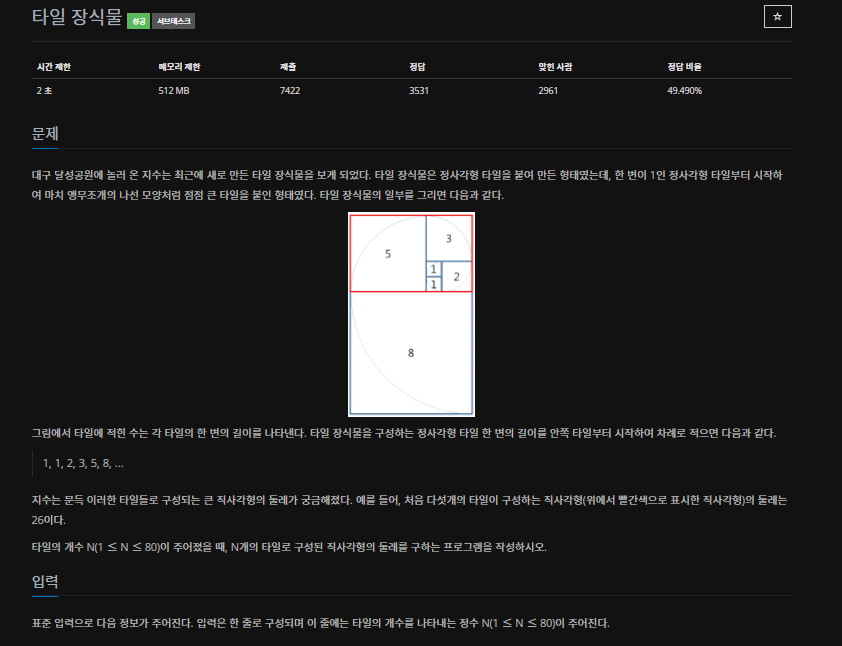 타일 장식물 성공 서브태스크
☆
시간 제한 메모리 제한 제출 정답 맞힌 사람 정답 비율
2 초 512 MB 7422 3531 2961 49.490%
문제
대구 달성공원에 놀러 온 지수는 최근에 새로 만든 타일 장식물을 보게 되었다. 타일 장식물은 정사각형 타일을 붙여 만든 형태였는데, 한 변이 1인 정사각형 타일부터 시작하
여 마치 앵무조개의 나선 모양처럼 점점 큰 타일을 붙인 형태였다. 타일 장식물의 일부를 그리면 다음과 같다.
5
3
1
2
1
8
그림에서 타일에 적힌 수는 각 타일의 한 변의 길이를 나타낸다. 타일 장식물을 구성하는 정사각형 타일 한 변의 길이를 안쪽 타일부터 시작하여 차례로 적으면 다음과 같다.
1, 1, 2, 3, 5, 8, ...
지수는 문득 이러한 타일들로 구성되는 큰 직사각형의 둘레가 궁금해졌다. 예를 들어, 처음 다섯개의 타일이 구성하는 직사각형(위에서 빨간색으로 표시한 직사각형)의 둘레는
26이다.
타일의 개수 N(1 ≤ N ≤ 80)이 주어졌을 때, N개의 타일로 구성된 직사각형의 둘레를 구하는 프로그램을 작성하시오.
입력
표준 입력으로 다음 정보가 주어진다. 입력은 한 줄로 구성되며 이 줄에는 타일의 개수를 나타내는 정수 N(1 ≤ N ≤ 80)이 주어진다.